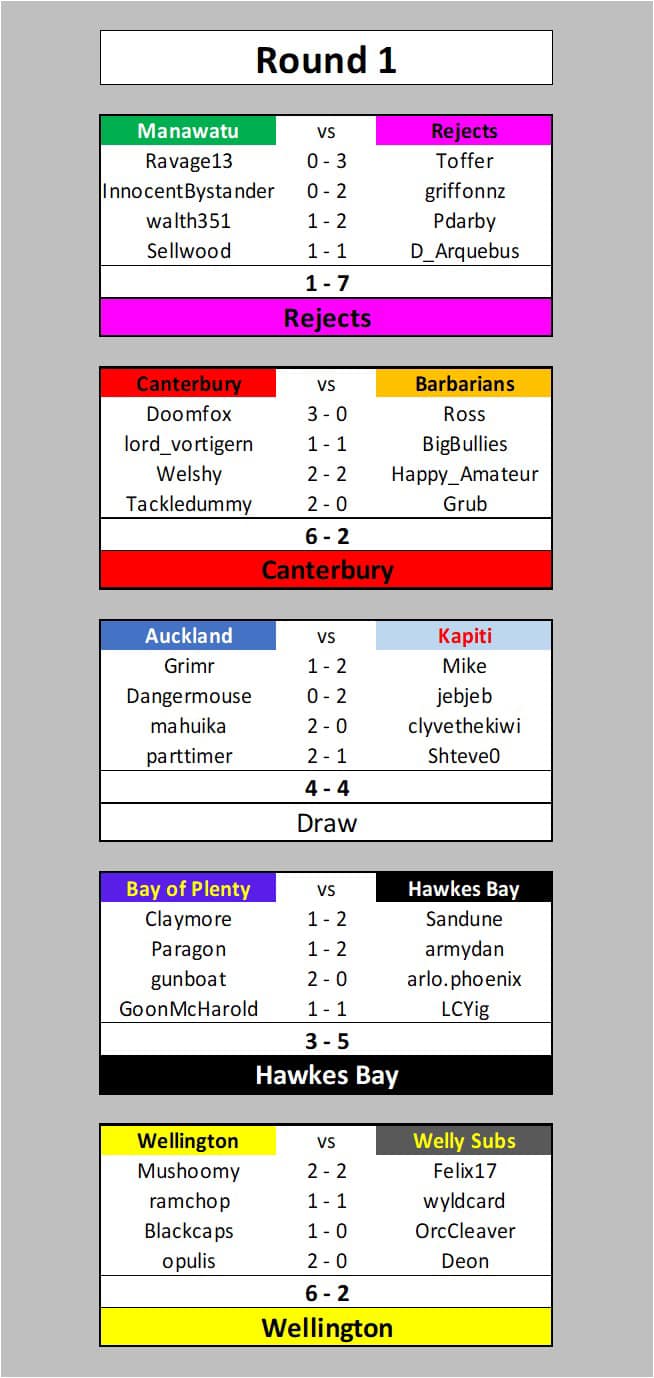 Round 1
Manawatu vs Rejects
Ravage13 0 - 3 Toffer
InnocentBystander 0 - 2 griffonnz
walth351 1 - 2 Pdarby
Sellwood 1 - 1 D_Arquebus
1 - 7
Rejects
Canterbury vs Barbarians
Doomfox 3 - 0 Ross
lord_vortigern 1 - 1 BigBullies
Welshy 2 - 2 Happy_Amateur
Tackledummy 2 - 0 Grub
6 - 2
Canterbury
Auckland vs Kapiti
Grimr 1 - 2 Mike
Dangermouse 0 - 2 jebjeb
mahuika 2 - 0 clyvethekiwi
parttimer 2 - 1 Shteve0
4 - 4
Draw
Bay of Plenty vs Hawkes Bay
Claymore 1 - 2 Sandune
Paragon 1 - 2 armydan
gunboat 2 - 0 arlo.phoenix
GoonMcHarold 1 - 1 LCYig
3 - 5
Hawkes Bay
Wellington vs Welly Subs
Mushoomy 2 - 2 Felix17
ramchop 1 - 1 wyldcard
Blackcaps 1 - 0 OrcCleaver
opulis 2 - 0 Deon
6 - 2
Wellington